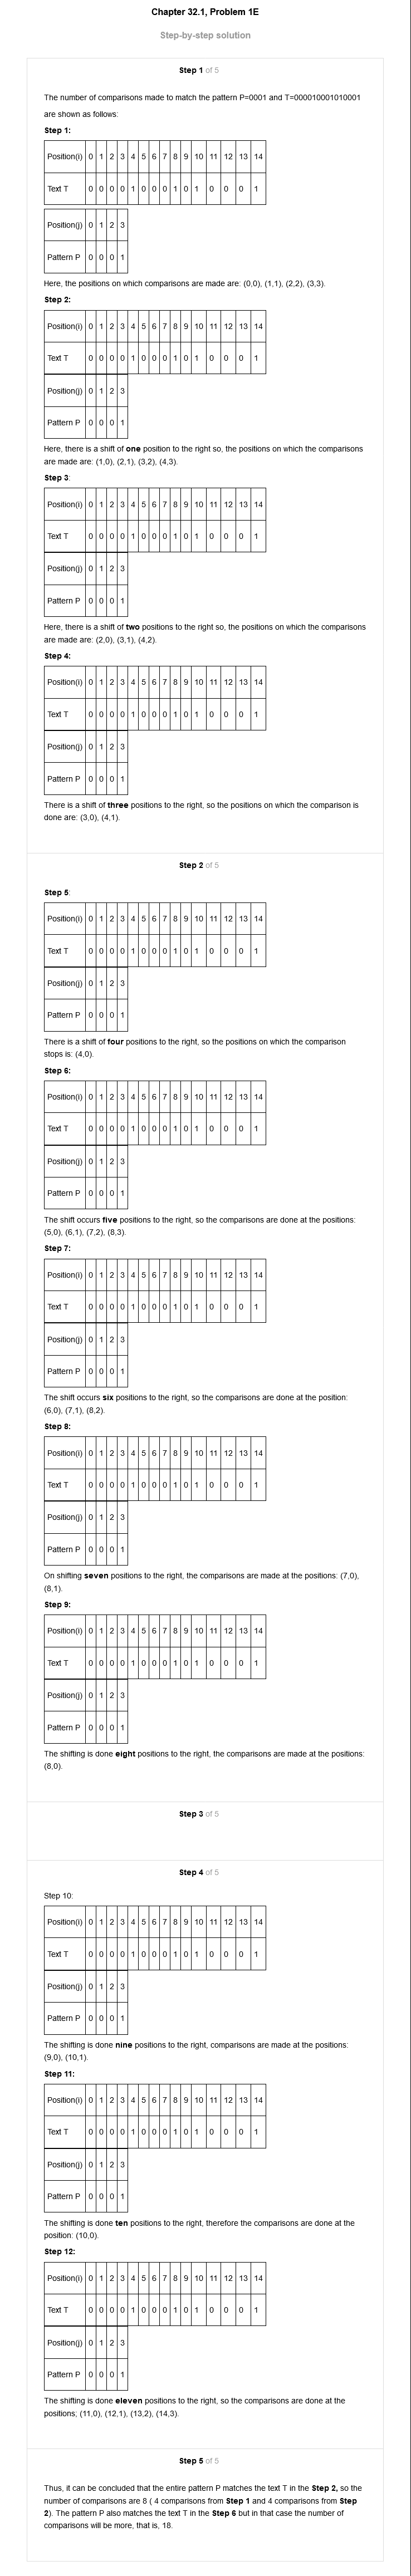 Chapter 32.1, Problem 1E
Step-by-step solution
Step 1 of 5
The number of comparisons made to match the pattern P=0001 and T=000010001010001
are shown as follows:
Step 1:
Position(i) 0 1 2 3 4 5 6 7 8 9 10 11 12 13 14
Text T 0 0 0 0 1 0 0 0 1 0 1 0 0 0 1
Position(j) 0 1 2 3
Pattern P 0 0 0 1
Here, the positions on which comparisons are made are: (0,0), (1,1), (2,2), (3,3).
Step 2:
Position(i) 0 1 2 3 4 5 6 7 8 9 10 11 12 13 14
Text T 0 0 0 0 1 0 0 0 1 0 1 0 0 0 1
Position(j) 0 1 2 3
Pattern P 0 0 0 1
Here, there is a shift of one position to the right so, the positions on which the comparisons
are made are: (1,0), (2,1), (3,2), (4,3).
Step 3:
Position(i) 0 1 2 3 4 5 6 7 8 9 10 11 12 13 14
Text T 0 0 0 0 1 0 0 0 1 0 1 0 0 0 1
Position(j) 0 1 2 3
Pattern P 0 0 0 1
Here, there is a shift of two positions to the right so, the positions on which the comparisons
are made are: (2,0), (3,1), (4,2).
Step 4:
Position(i) 0 1 2 3 4 5 6 7 8 9 10 11 12 13 14
Text T 0 0 0 0 1 0 0 0 1 0 1 0 0 0 1
Position(j) 0 1 2 3
Pattern P 0 0 0 1
There is a shift of three positions to the right, so the positions on which the comparison is
done are: (3,0), (4,1).
Step 2 of 5
Step 5:
Position(i) 0 1 2 3 4 5 6 7 8 9 10 11 12 13 14
Text T 0 0 0 0 1 0 0 0 1 0 1 0 0 0 1
Position(j) 0 1 2 3
Pattern P 0 0 0 1
There is a shift of four positions to the right, so the positions on which the comparison
stops is: (4,0).
Step 6:
Position(i) 0 1 2 3 4 5 6 7 8 9 10 11 12 13 14
Text T 0 0 0 0 1 0 0 0 1 0 1 0 0 0 1
Position(j) 0 1 2 3
Pattern P 0 0 0 1
The shift occurs five positions to the right, so the comparisons are done at the positions:
(5,0), (6,1), (7,2), (8,3).
Step 7:
Position(i) 0 1 2 3 4 5 6 7 8 9 10 11 12 13 14
Text T 0 0 0 0 1 0 0 0 1 0 1 0 0 0 1
Position(j) 0 1 2 3
Pattern P 0 0 0 1
The shift occurs six positions to the right, so the comparisons are done at the position:
(6,0), (7,1), (8,2).
Step 8:
Position(i) 0 1 2 3 4 5 6 7 8 9 10 11 12 13 14
Text T 0 0 0 0 1 0 0 0 1 0 1 0 0 0 1
Position(j) 0 1 2 3
Pattern P 0 0 0 1
On shifting seven positions to the right, the comparisons are made at the positions: (7,0),
(8,1).
Step 9:
Position(i) 0 1 2 3 4 5 6 7 8 9 10 11 12 13 14
Text T 0 0 0 0 1 0 0 0 1 0 1 0 0 0 1
Position(j) 0 1 2 3
Pattern P 0 0 0 1
The shifting is done eight positions to the right, the comparisons are made at the positions:
(8,0).
Step 3 of 5
Step 4 of 5
Step 10:
Position(i) 0 1 2 3 4 5 6 7 8 9 10 11 12 13 14
Text T 0 0 0 0 1 0 0 0 1 0 1 0 0 0 1
Position(j) 0 1 2 3
Pattern P 0 0 0 1
The shifting is done nine positions to the right, comparisons are made at the positions:
(9,0), (10,1).
Step 11:
Position(i) 0 1 2 3 4 5 6 7 8 9 10 11 12 13 14
Text T 0 0 0 0 1 0 0 0 1 0 1 0 0 0 1
Position(j) 0 1 2 3
Pattern P 0 0 0 1
The shifting is done ten positions to the right, therefore the comparisons are done at the
position: (10,0).
Step 12:
Position(i) 0 1 2 3 4 5 6 7 8 9 10 11 12 13 14
Text T 0 0 0 0 1 0 0 0 1 0 1 0 0 0 1
Position(j) 0 1 2 3
Pattern P 0 0 0 1
The shifting is done eleven positions to the right, so the comparisons are done at the
positions; (11,0), (12,1), (13,2), (14,3).
Step 5 of 5
Thus, it can be concluded that the entire pattern P matches the text T in the Step 2, so the
number of comparisons are 8 ( 4 comparisons from Step 1 and 4 comparisons from Step
2). The pattern P also matches the text T in the Step 6 but in that case the number of
comparisons will be more, that is, 18.